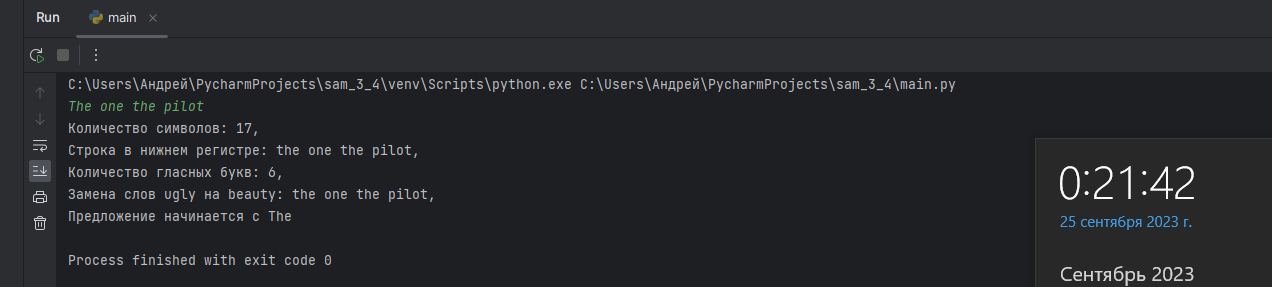 Run
main
C:\Users\Андрей\PycharmProjects\sam_3_4\venv\Scripts\python.exe C:\Users\Андрей\PycharmProjects\sam_3_4\main.py
The one the pilot
Количество символов: 17,
Строка в нижнем регистре: the one the pilot,
Количество гласных букв: 6,
Замена слов ugly на beauty: the one the pilot,
Предложение начинается с The
Process finished with exit code 0
0:21:42
25 сентября 2023 г.
Сентябрь 2023